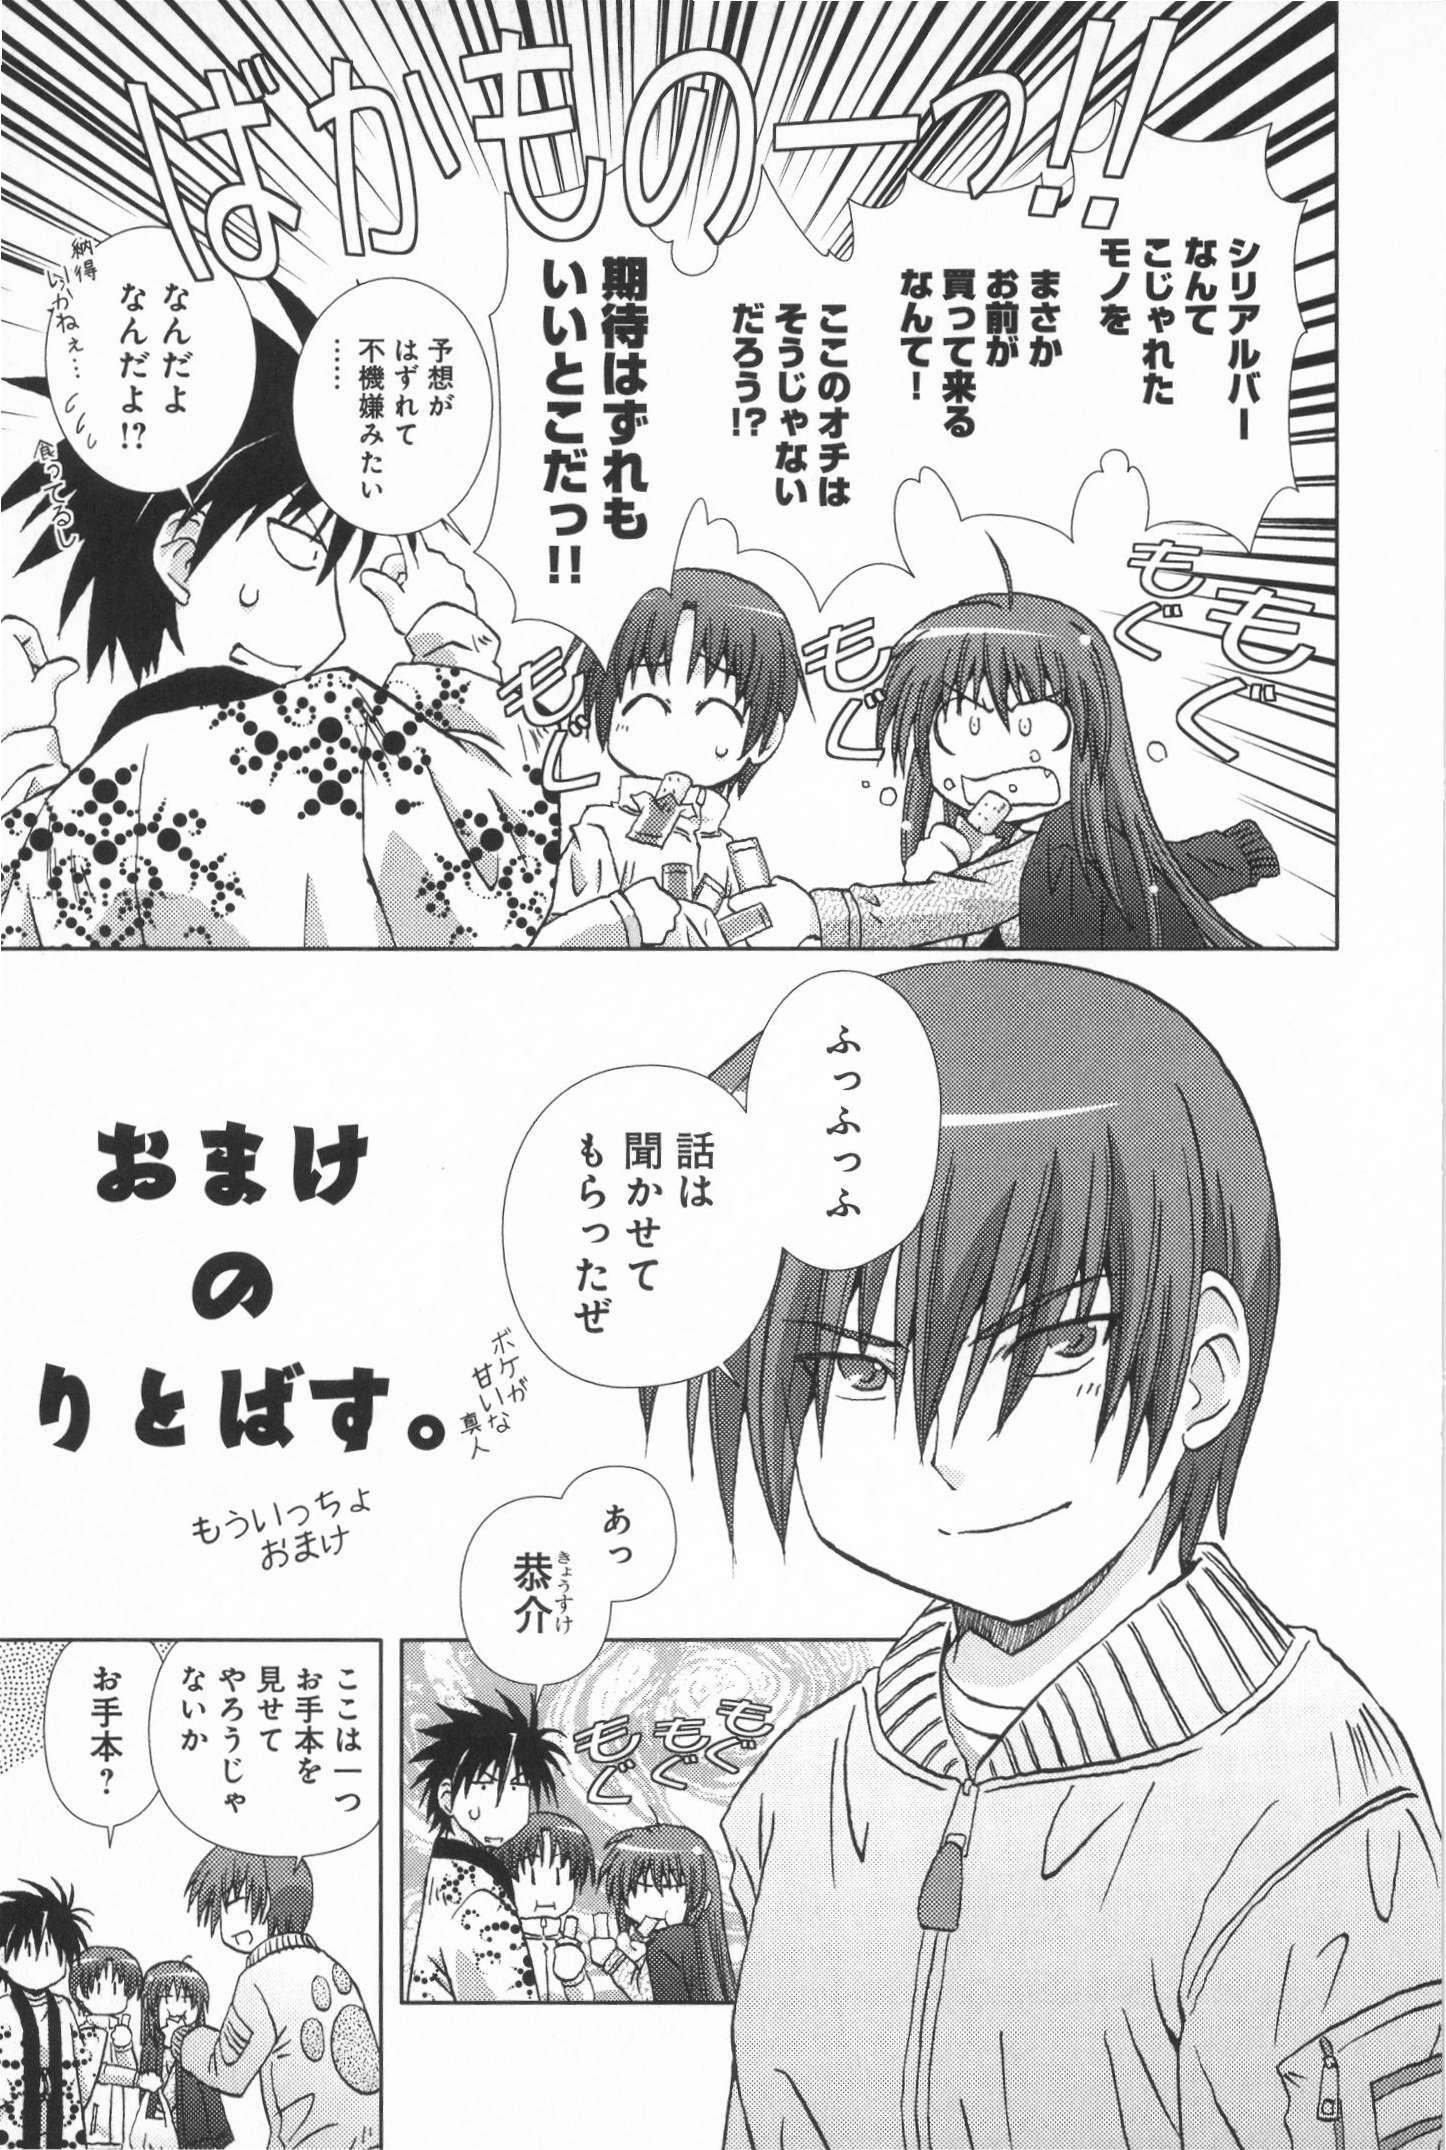 ばかものーっ!!
シリアルバー
なんて
こじゃれた
モノを
まさか
お前が
買って来る
なんて!
ここのオチは
そうじゃない
だろう!?
期待はずれも
いいとこだっ!!
もぐ
もぐ
もぐ
もぐ
予想が
はずれて
不機嫌みたい
……
なんだよ
なんだよ!?
納得
いかねぇ…
食ってるし
ふっふっふ
話は
聞かせて
もらったぜ
おまけ
の
りとばす。
ボケが
甘いな
真人
もういっちょ
おまけ
あっ
恭介
きょうすけ
もぐ
もぐ
もぐ
ここは一つ
お手本を
見せて
やろうじゃ
ないか
お手本?